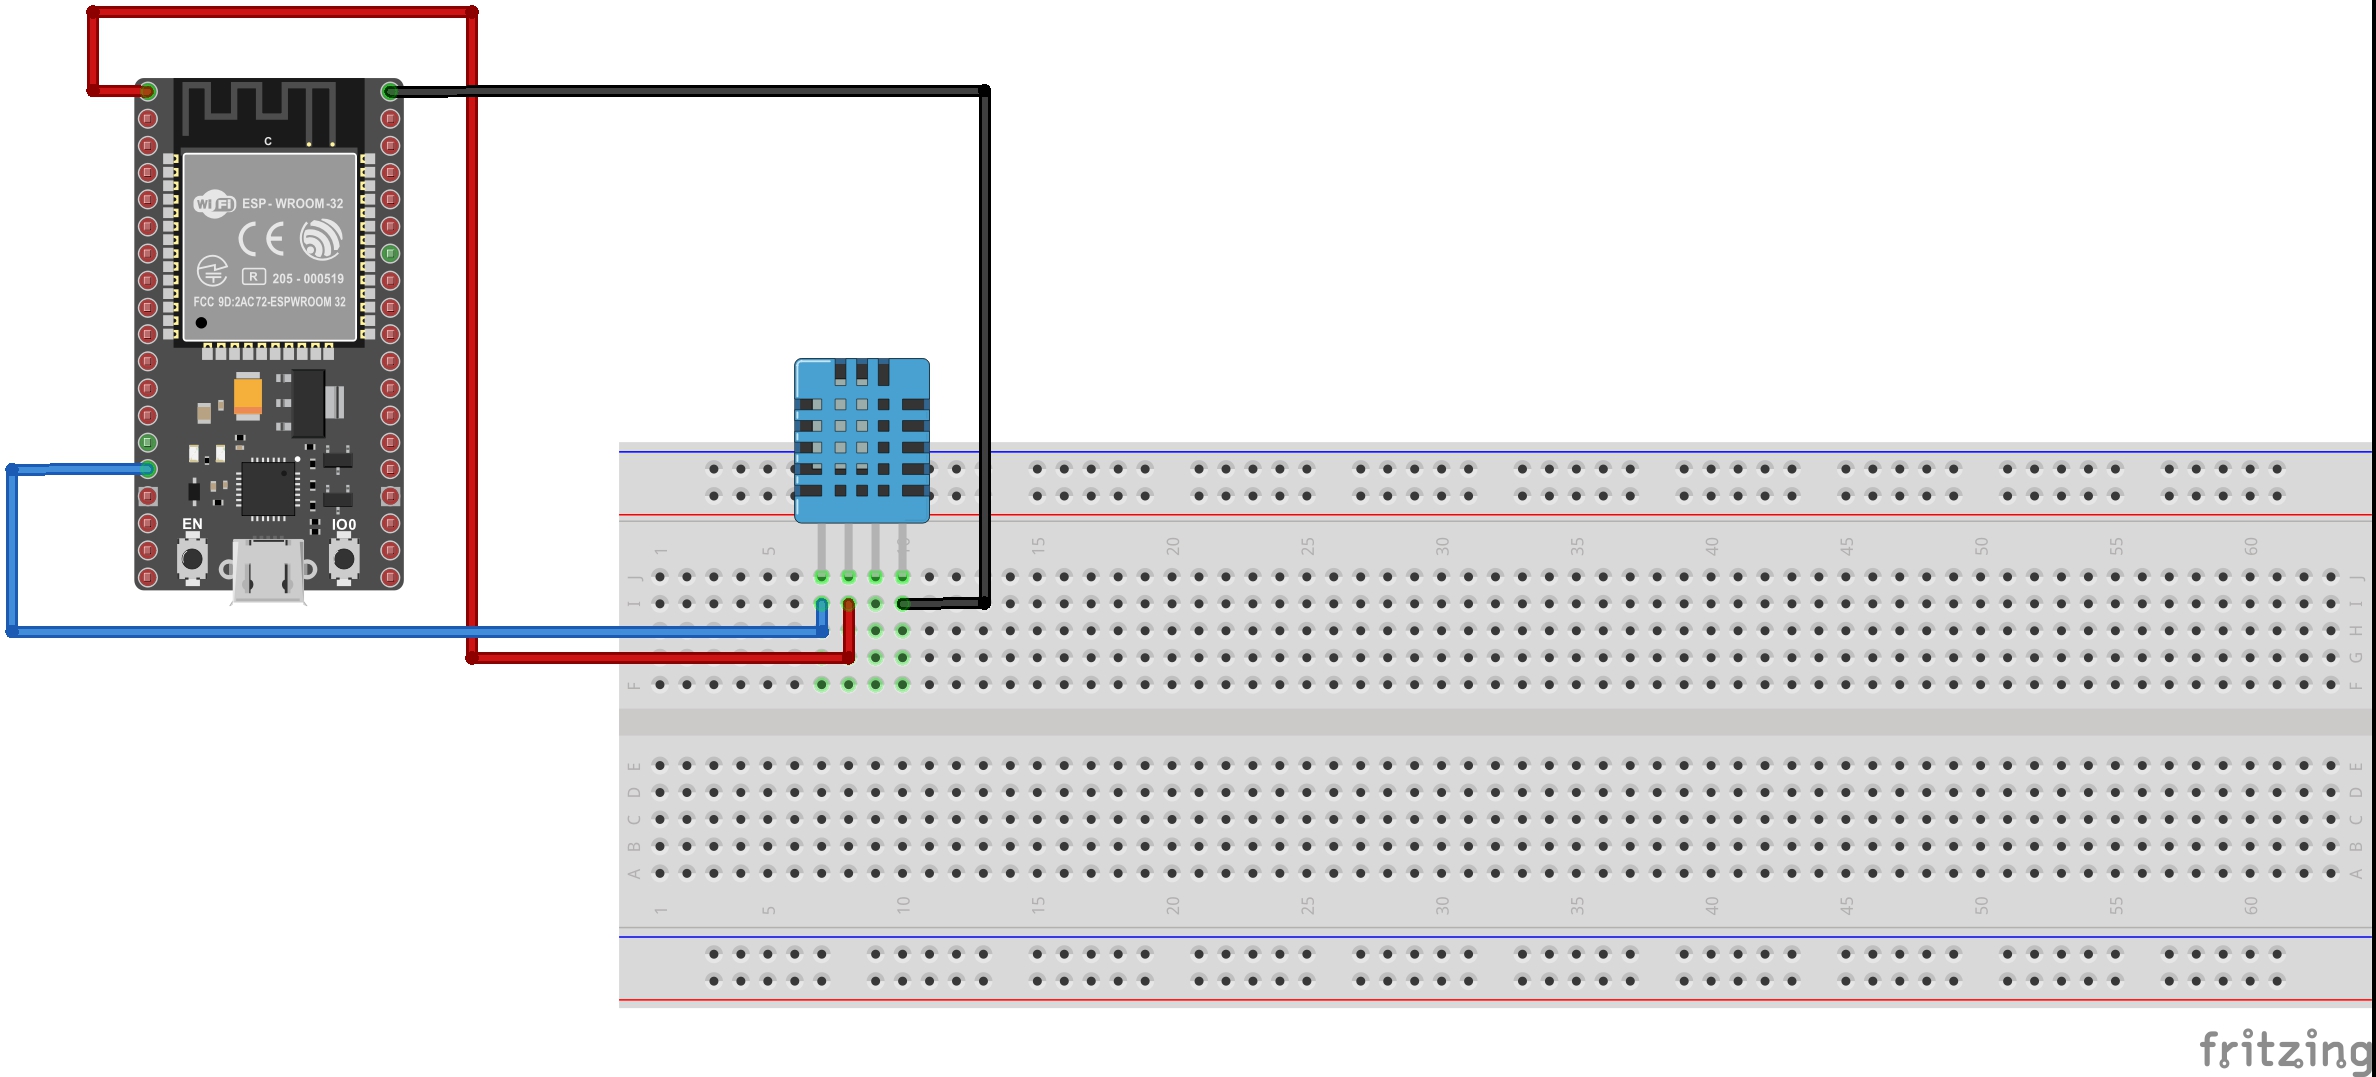 C
WiFi ESP - WROOM -32
CE
R 205 - 000519
FCC 9D:2AC72-ESPWROOM 32
EN IO0
1 5 10 15 20 25 30 35 40 45 50 55 60
J J
I I
H
G
F F
E E
D D
C C
B B
A A
1 5 10 15 20 25 30 35 40 45 50 55 60
fritzing